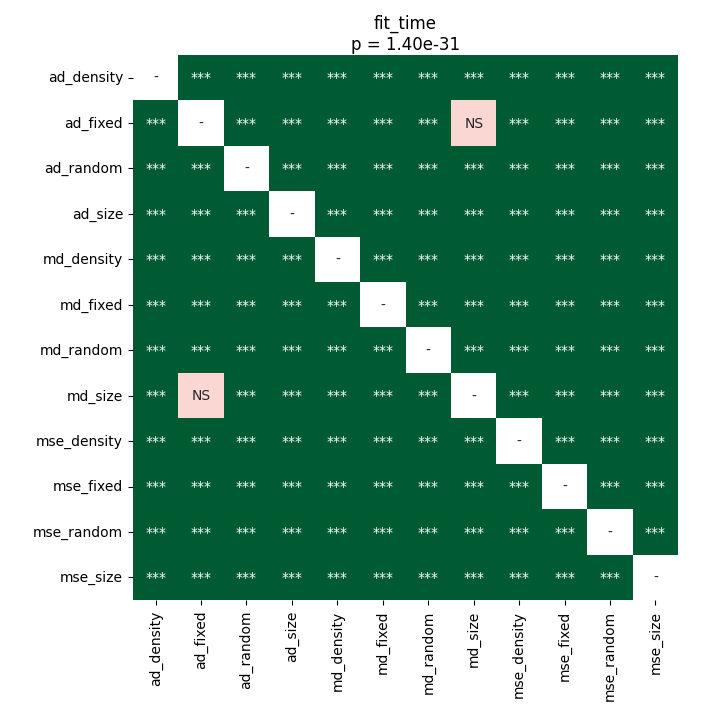 fit_time
p = 1.40e-31
ad_density - *** *** *** *** *** *** *** *** *** *** ***
ad_fixed *** - *** *** *** *** *** NS *** *** *** ***
ad_random *** *** - *** *** *** *** *** *** *** *** ***
ad_size *** *** *** - *** *** *** *** *** *** *** ***
md_density *** *** *** *** - *** *** *** *** *** *** ***
md_fixed *** *** *** *** *** - *** *** *** *** *** ***
md_random *** *** *** *** *** *** - *** *** *** *** ***
md_size *** NS *** *** *** *** *** - *** *** *** ***
mse_density *** *** *** *** *** *** *** *** - *** *** ***
mse_fixed *** *** *** *** *** *** *** *** *** - *** ***
mse_random *** *** *** *** *** *** *** *** *** *** - ***
mse_size *** *** *** *** *** *** *** *** *** *** *** -
ad_density
ad_fixed
ad_random
ad_size
md_density
md_fixed
md_random
md_size
mse_density
mse_fixed
mse_random
mse_size